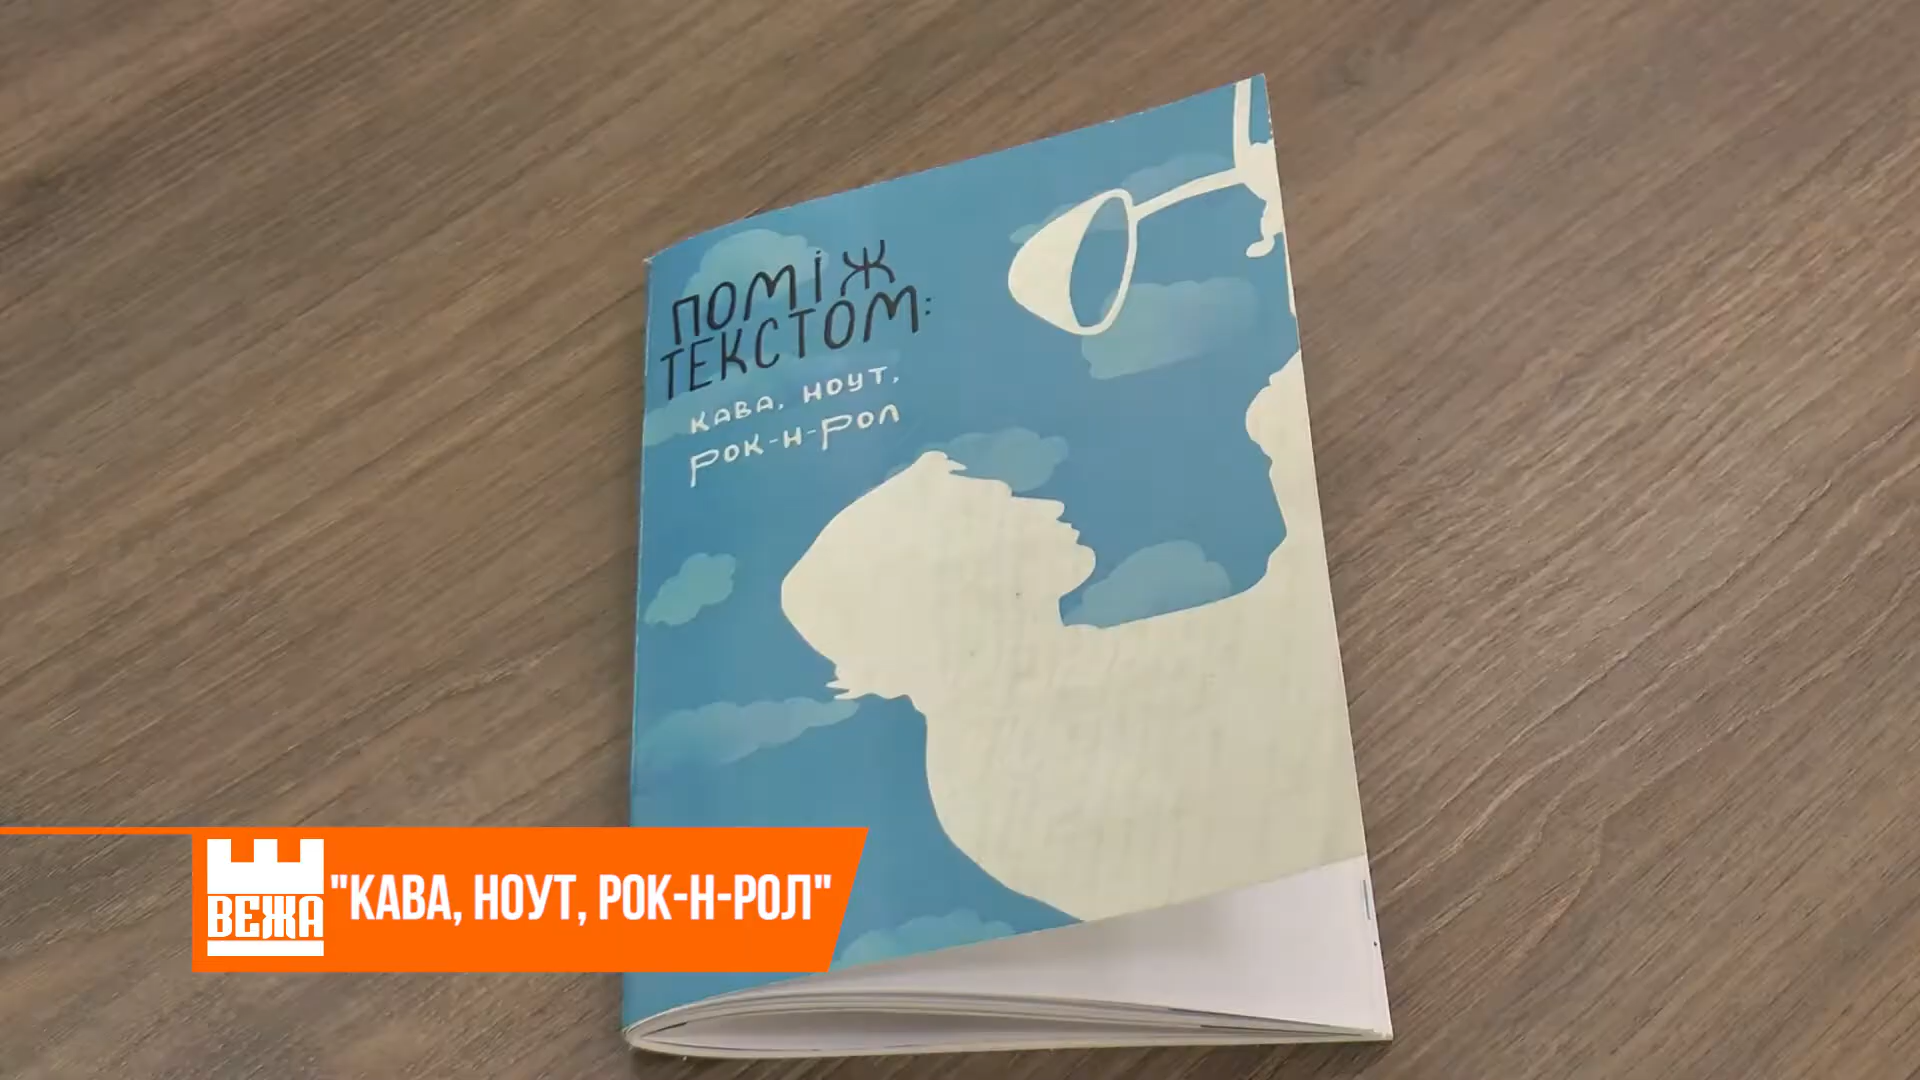 ПОМІЖ
ТЕКСТОМ:
КАВА, НОУТ,
РОК-Н-РОЛ
ВЕЖА
"КАВА, НОУТ, РОК-Н-РОЛ"